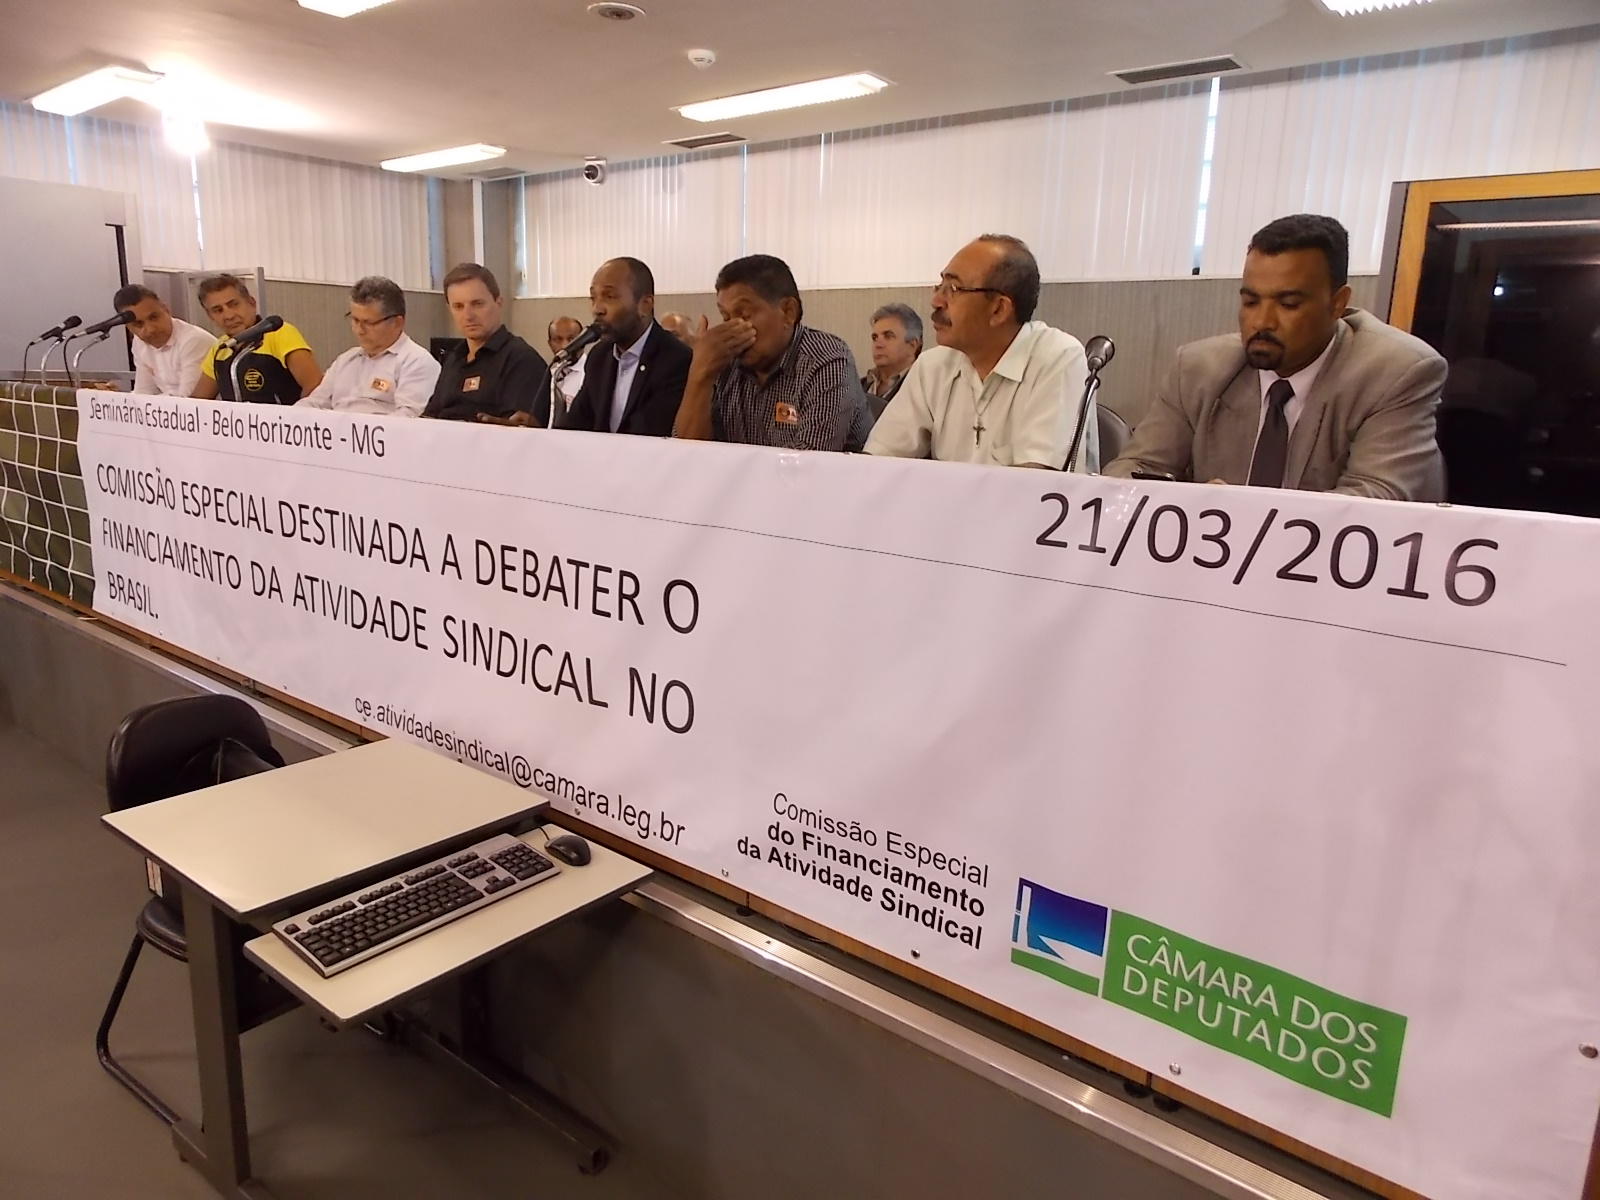 Seminário Estadual - Belo Horizonte - MG
21/03/2016
COMISSÃO ESPECIAL DESTINADA A DEBATER O
FINANCIAMENTO DA ATIVIDADE SINDICAL NO
BRASIL.
ce.atividadesindical@camara.leg.br
Comissão Especial
do Financiamento
da Atividade Sindical
CÂMARA DOS
DEPUTADOS